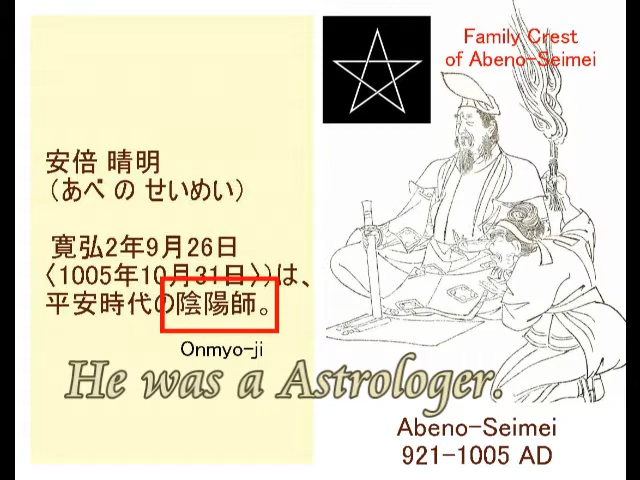 安倍 晴明
（あべ の せいめい）
寛弘2年9月26日
〈1005年10月31日〉）は、
平安時代の陰陽師。
Onmyo-ji
He was a Astrologer.
Family Crest
of Abeno-Seimei
Abeno-Seimei
921-1005 AD